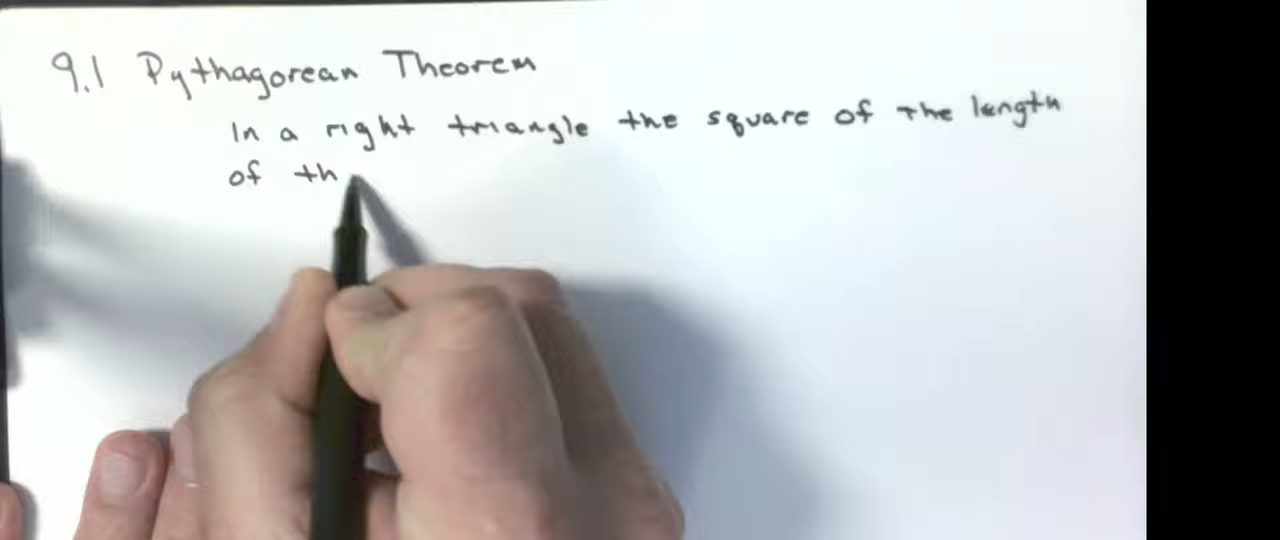 9.1 Pythagorean Theorem
In a right triangle the square of the length
of th